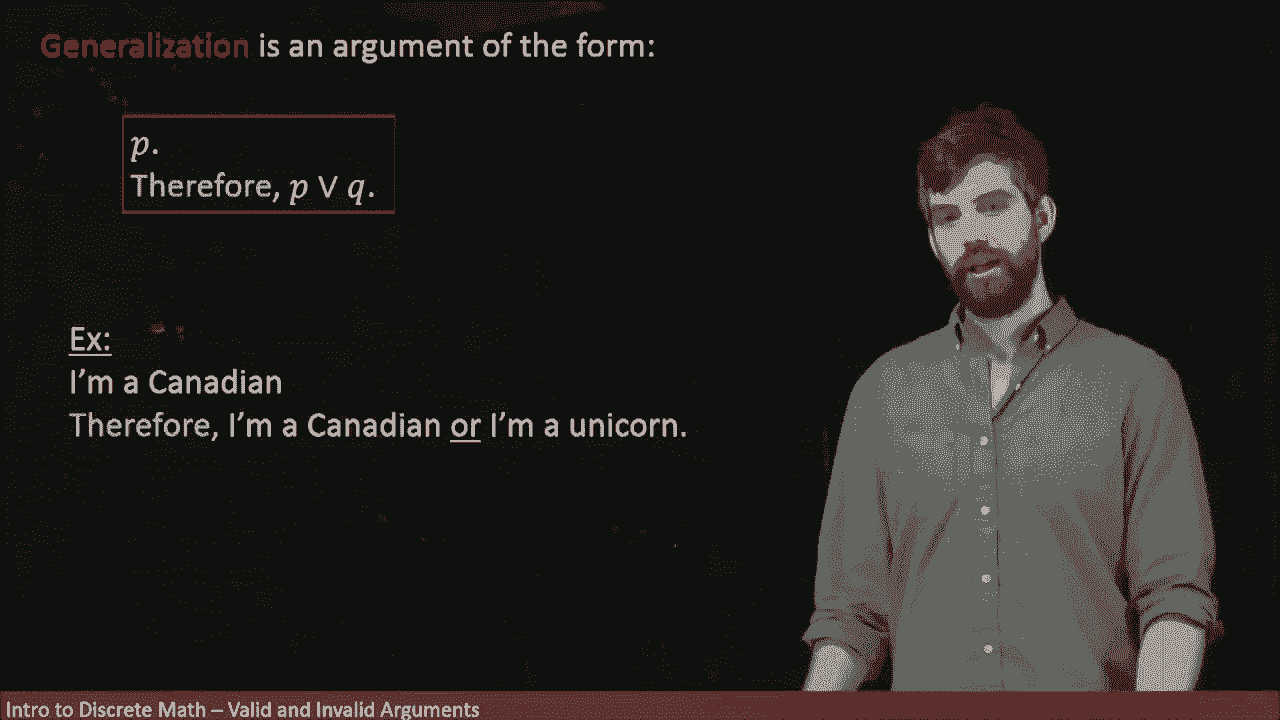 Generalization is an argument of the form:
p.
Therefore, p ∨ q.
Ex:
I'm a Canadian
Therefore, I'm a Canadian or I'm a unicorn.
Intro to Discrete Math – Valid and Invalid Arguments